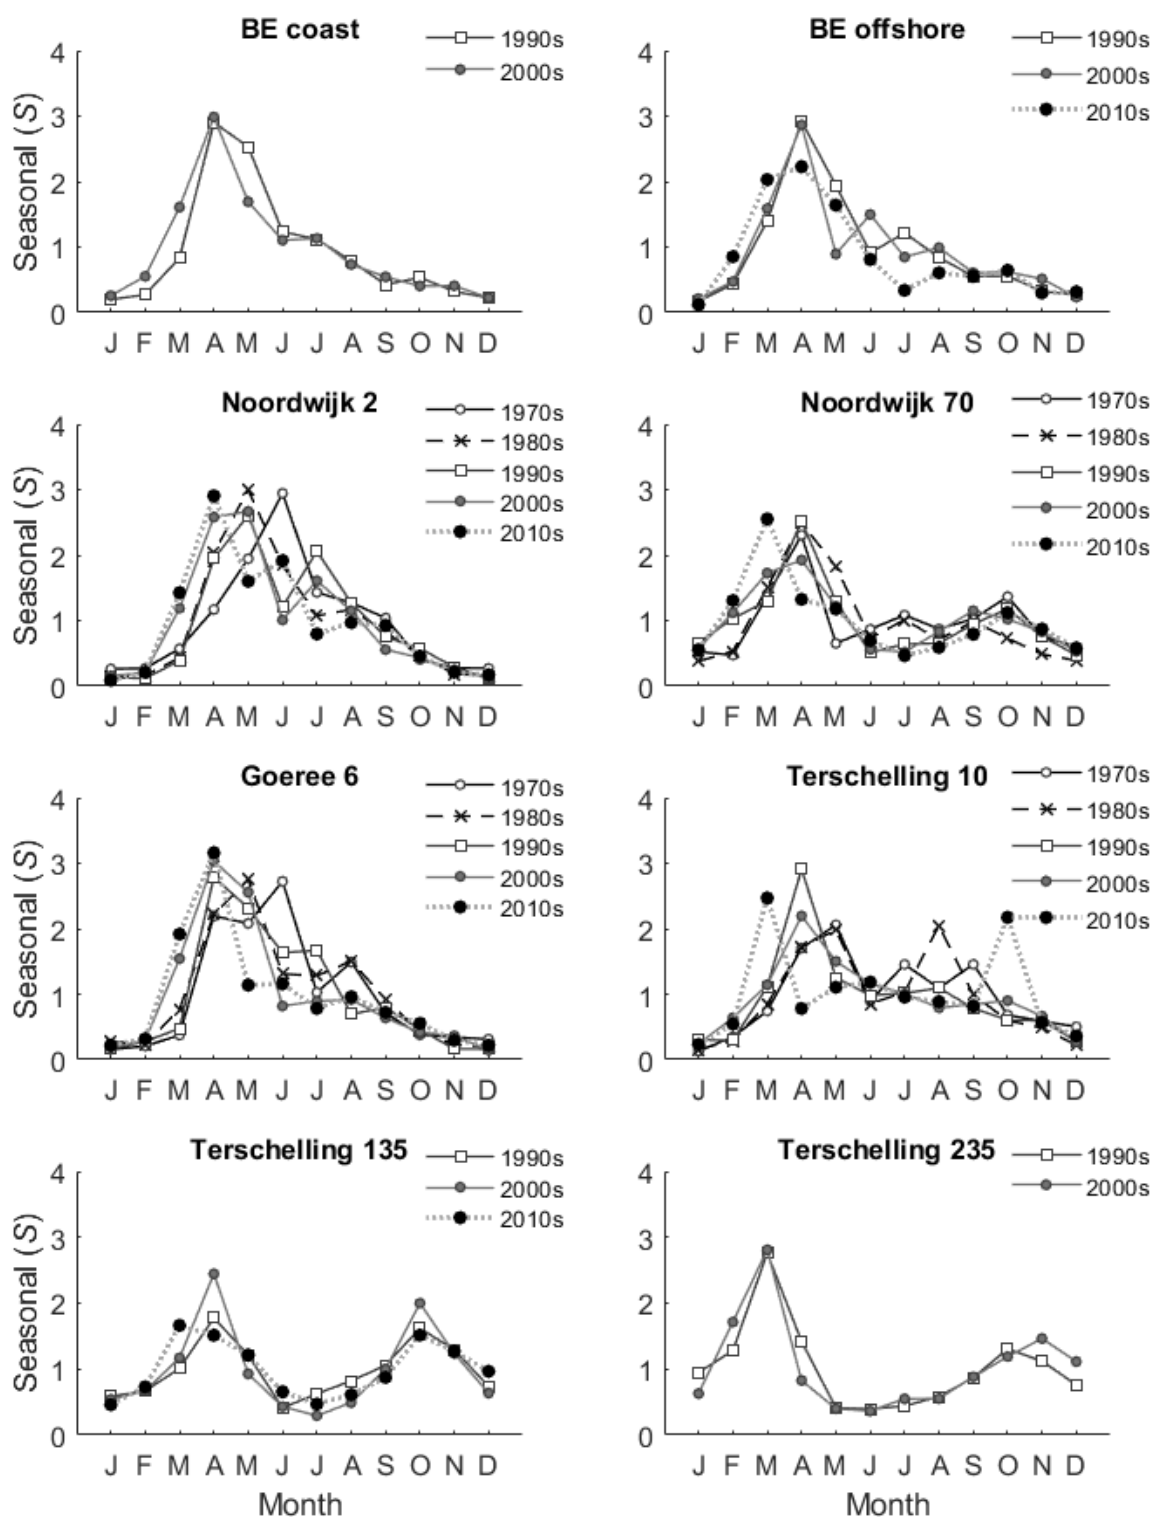 BE coast
1990s
2000s
Seasonal (S)
4
3
2
1
0
J F M A M J J A S O N D
BE offshore
1990s
2000s
2010s
4
3
2
1
0
J F M A M J J A S O N D
Noordwijk 2
1970s
1980s
1990s
2000s
2010s
Seasonal (S)
4
3
2
1
0
J F M A M J J A S O N D
Noordwijk 70
1970s
1980s
1990s
2000s
2010s
4
3
2
1
0
J F M A M J J A S O N D
Goeree 6
1970s
1980s
1990s
2000s
2010s
Seasonal (S)
4
3
2
1
0
J F M A M J J A S O N D
Terschelling 10
1970s
1980s
1990s
2000s
2010s
4
3
2
1
0
J F M A M J J A S O N D
Terschelling 135
1990s
2000s
2010s
Seasonal (S)
4
3
2
1
0
J F M A M J J A S O N D
Month
Terschelling 235
1990s
2000s
4
3
2
1
0
J F M A M J J A S O N D
Month